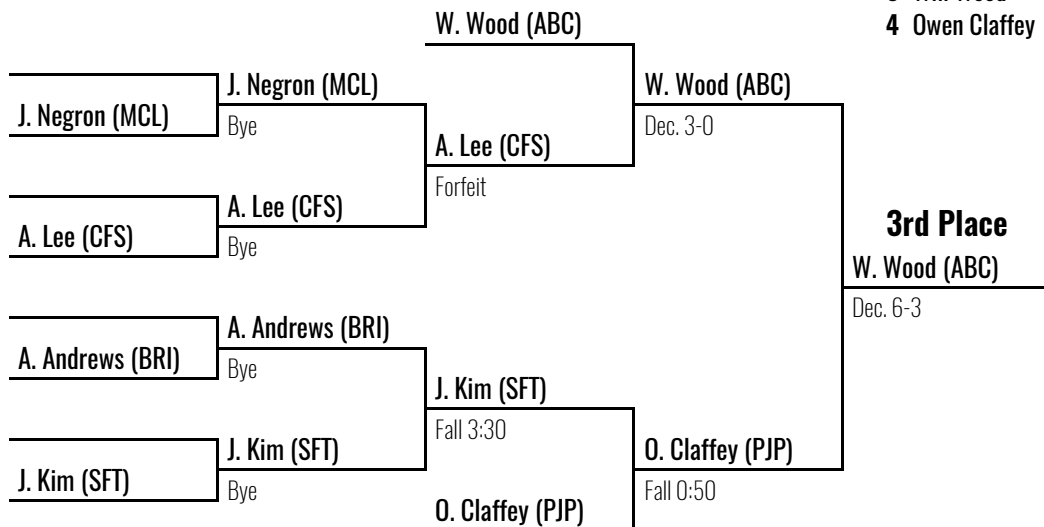 4 Owen Claffey
W. Wood (ABC)
J. Negron (MCL)
W. Wood (ABC)
J. Negron (MCL)
Bye
Dec. 3-0
A. Lee (CFS)
Forfeit
A. Lee (CFS)
A. Lee (CFS)
Bye
3rd Place
W. Wood (ABC)
Dec. 6-3
A. Andrews (BRI)
A. Andrews (BRI)
Bye
J. Kim (SFT)
Fall 3:30
J. Kim (SFT)
O. Claffey (PJP)
J. Kim (SFT)
Bye
Fall 0:50
O. Claffey (PJP)